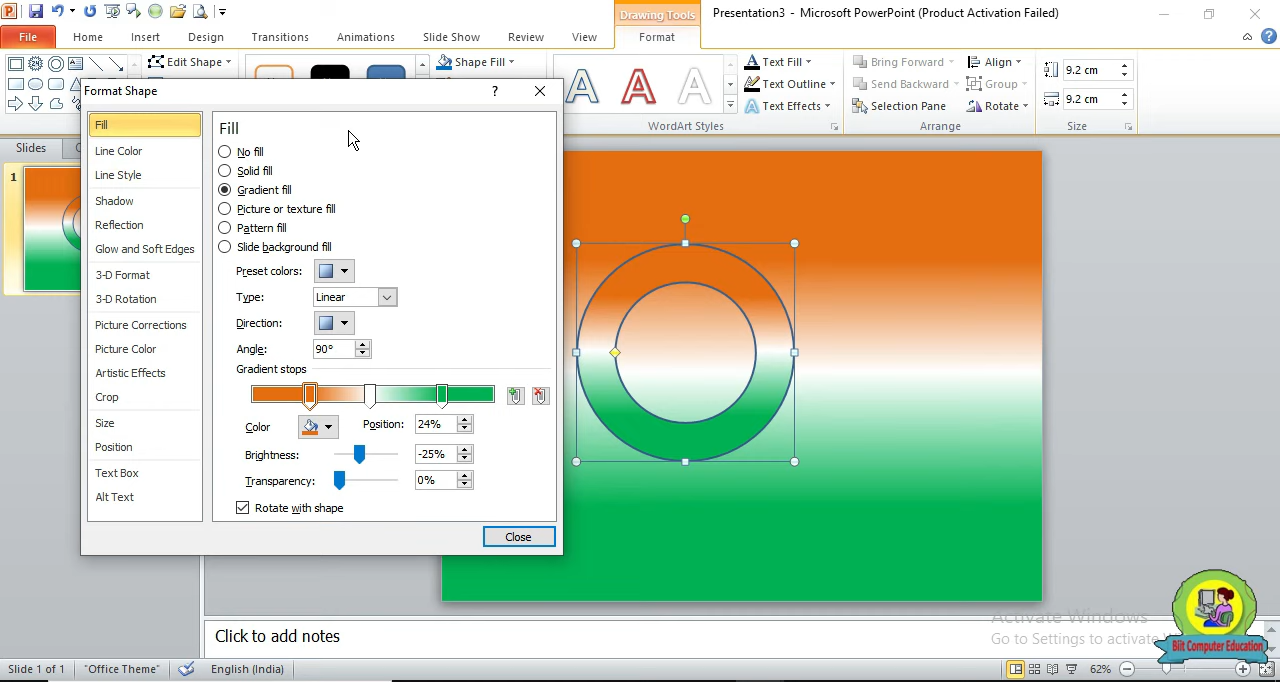 Drawing Tools
Presentation3 - Microsoft PowerPoint (Product Activation Failed)
File Home Insert Design Transitions Animations Slide Show Review View Format
Edit Shape
Shape Fill
Text Fill
Text Outline
Text Effects
WordArt Styles
Bring Forward
Send Backward
Selection Pane
Align
Group
Rotate
Arrange
9.2 cm
9.2 cm
Size
Slides
1
Format Shape
?
Fill
Line Color
Line Style
Shadow
Reflection
Glow and Soft Edges
3-D Format
3-D Rotation
Picture Corrections
Picture Color
Artistic Effects
Crop
Size
Position
Text Box
Alt Text
Fill
No fill
Solid fill
Gradient fill
Picture or texture fill
Pattern fill
Slide background fill
Preset colors:
Type: Linear
Direction:
Angle: 90°
Gradient stops
Color Position: 24%
Brightness: -25%
Transparency: 0%
Rotate with shape
Close
Click to add notes
Activate Windows
Go to Settings to activate
Biit Computer Education
Slide 1 of 1 "Office Theme" English (India) 62%